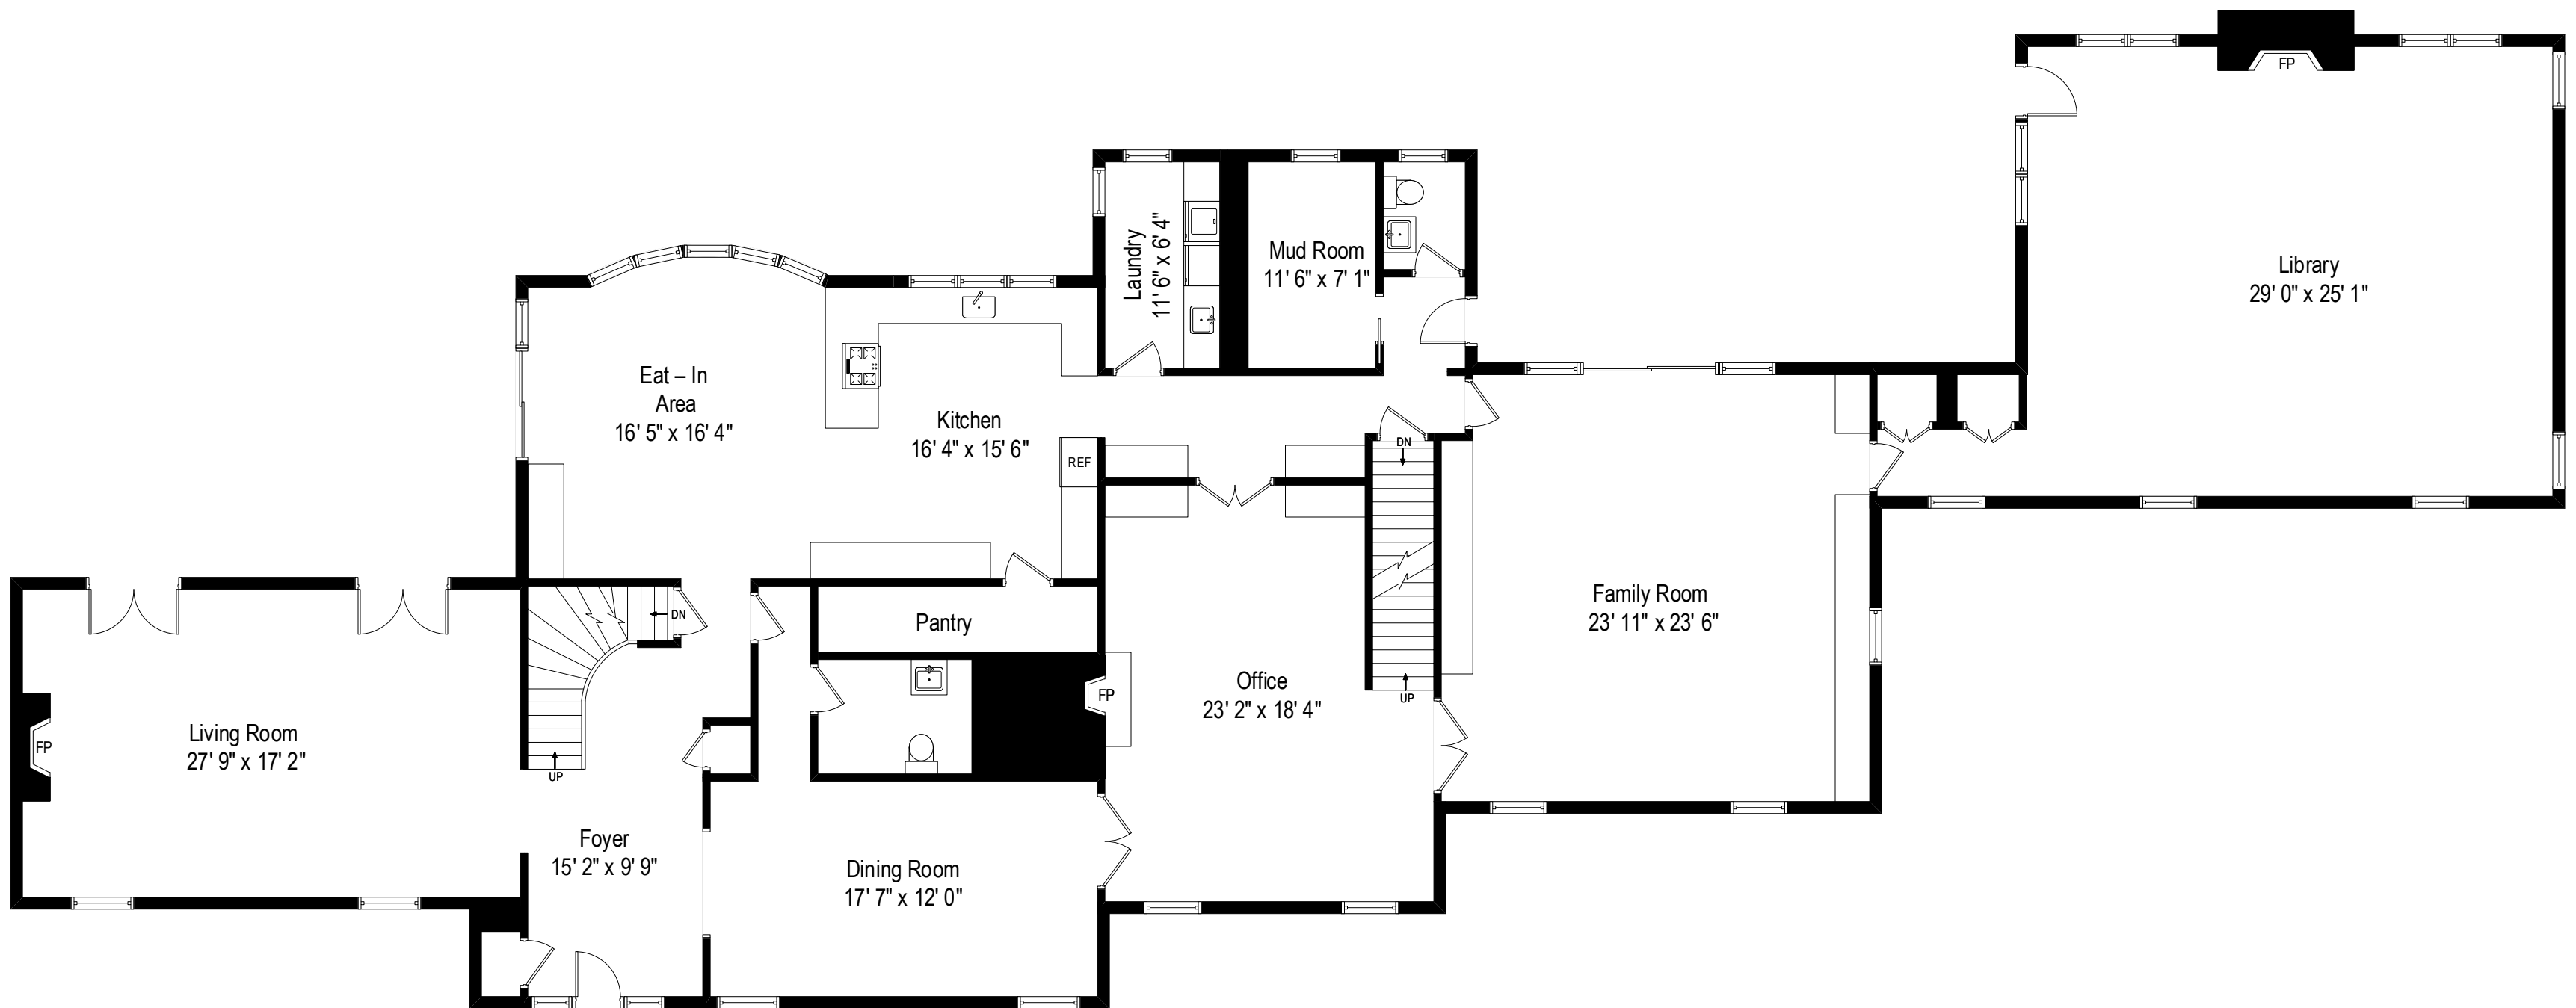 FP
Library
29' 0" x 25' 1"
Laundry
11' 6" x 6' 4"
Mud Room
11' 6" x 7' 1"
Eat – In
Area
16' 5" x 16' 4"
Kitchen
16' 4" x 15' 6"
REF
DN
Family Room
23' 11" x 23' 6"
DN
Pantry
Office
23' 2" x 18' 4"
FP
UP
Living Room
27' 9" x 17' 2"
FP
UP
Foyer
15' 2" x 9' 9"
Dining Room
17' 7" x 12' 0"